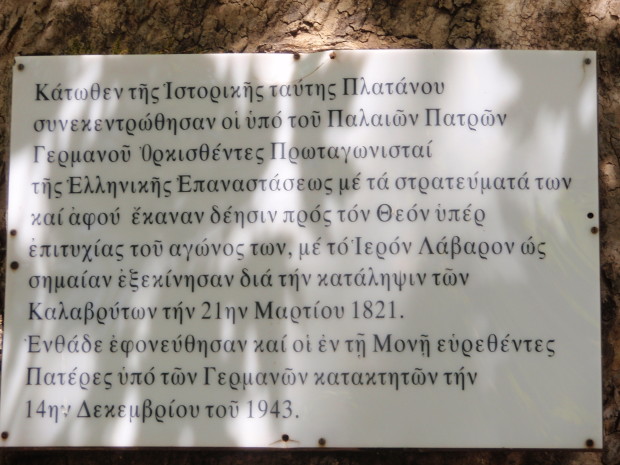 Κάτωθεν τῆς Ἱστορικῆς ταύτης Πλατάνου
συνεκεντρώθησαν οἱ ὑπό τοῦ Παλαιῶν Πατρῶν
Γερμανοῦ Ὁρκισθέντες Πρωταγωνισταί
τῆς Ἑλληνικῆς Ἐπαναστάσεως μέ τά στρατεύματά των
καί ἀφού ἔκαναν δέησιν πρός τόν Θεόν ὑπέρ
ἐπιτυχίας τοῦ αγώνος των, μέ τό Ἱερόν Λάβαρον ὡς
σημαίαν ἐξεκίνησαν διά τήν κατάληψιν τῶν
Καλαβρύτων τήν 21ην Μαρτίου 1821.
Ἐνθάδε ἐφονεύθησαν καί οἱ ἐν τῇ Μονῇ εὑρεθέντες
Πατέρες ὑπό τῶν Γερμανῶν κατακτητῶν τήν
14ην Δεκεμβρίου τοῦ 1943.